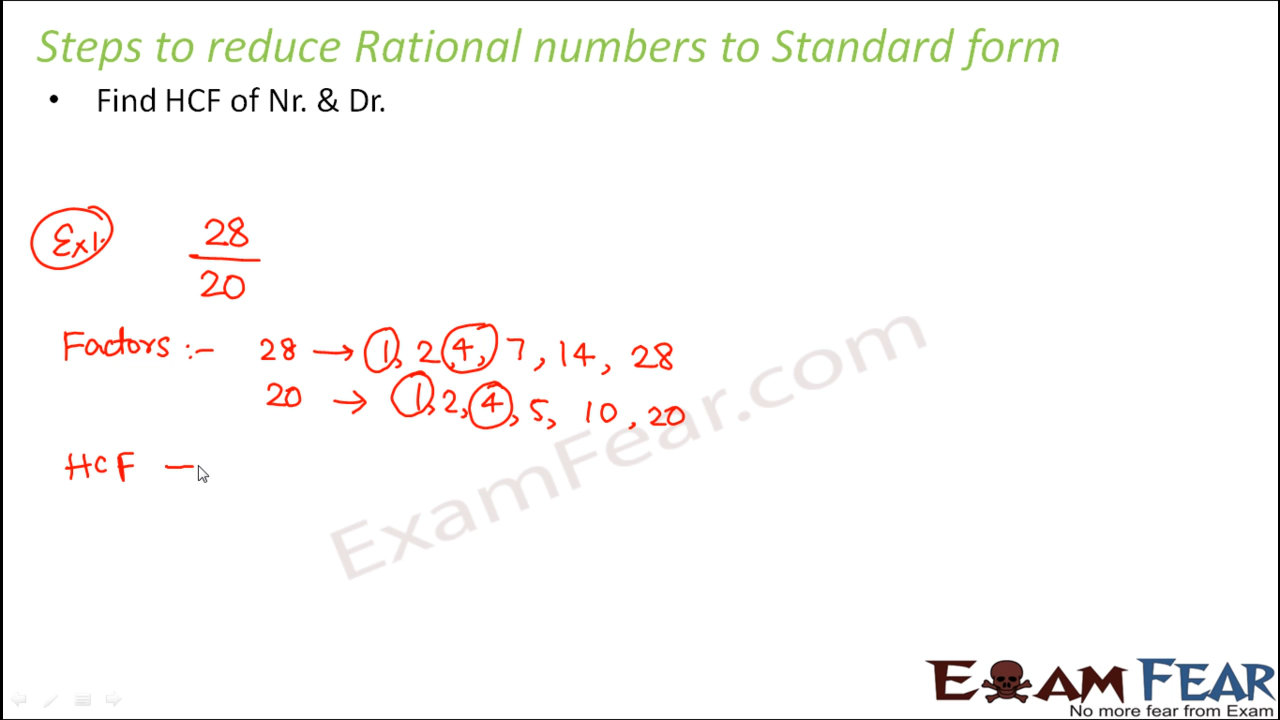 Steps to reduce Rational numbers to Standard form
• Find HCF of Nr. & Dr.
Ex1.
28
20
Factors :- 28 → 1, 2, 4, 7, 14, 28
20 → 1, 2, 4, 5, 10, 20
HCF —
ExamFear.com
EXAM FEAR
No more fear from Exam